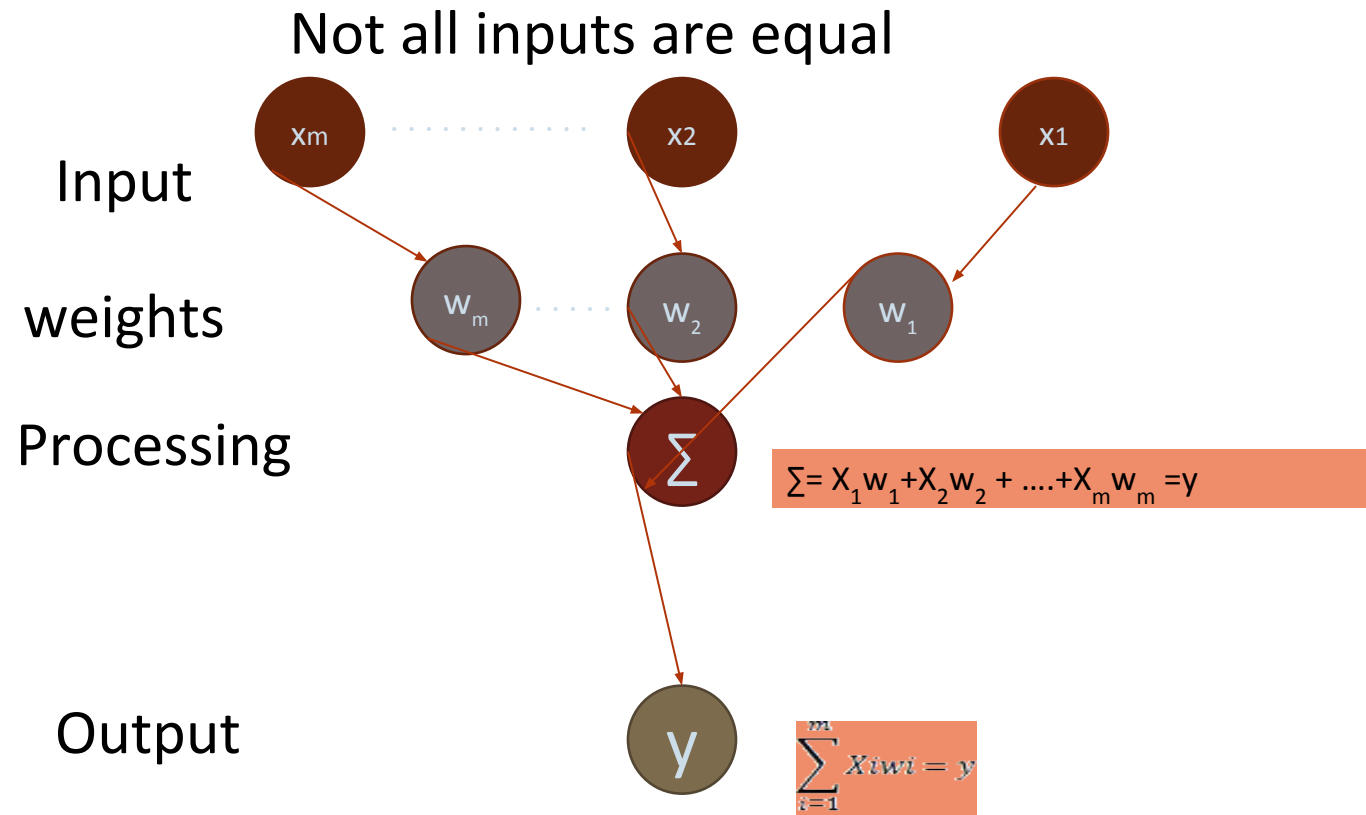 Not all inputs are equal
xm ............ x2 x1
Input
wm ..... w2 w1
weights
Processing
∑
∑= X1w1+X2w2 + ....+Xmwm =y
Output
y
m
∑ Xiwi = y
i=1